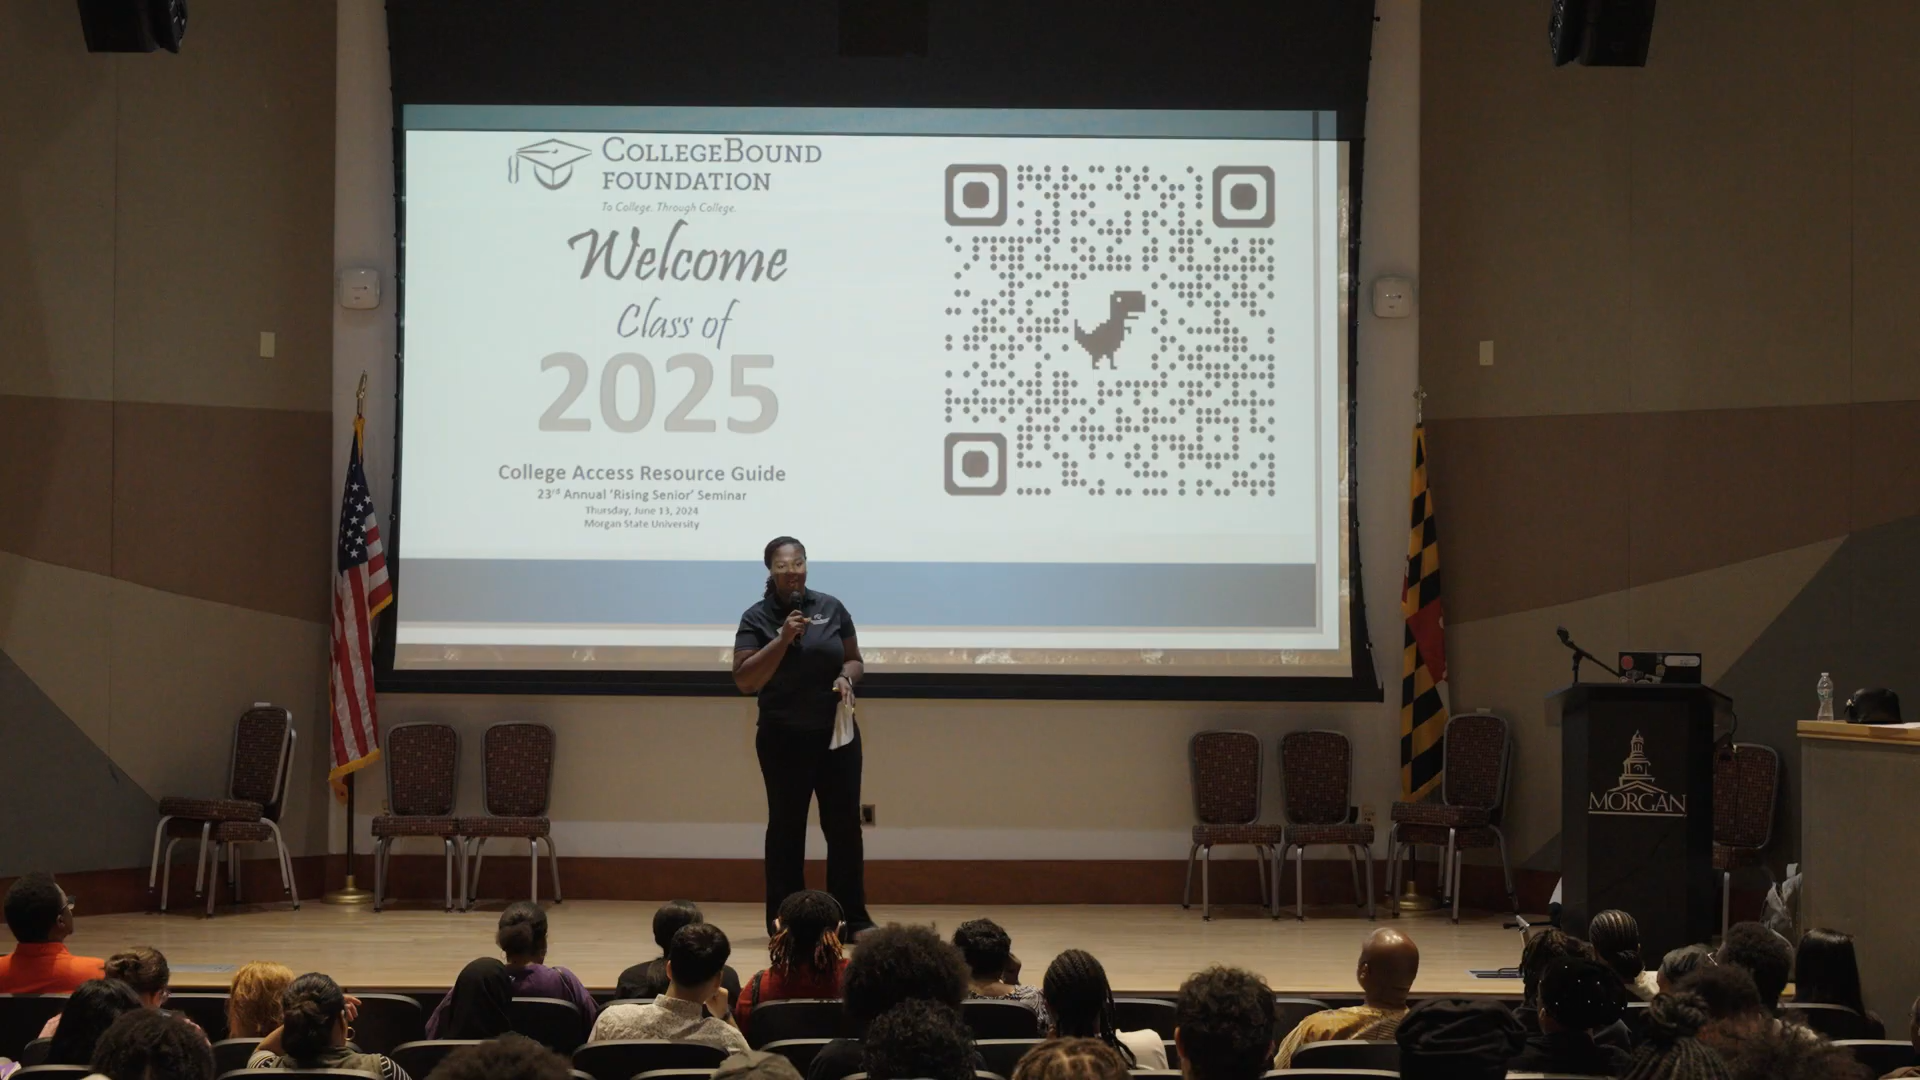 COLLEGEBOUND
FOUNDATION
To College. Through College.
Welcome
Class of
2025
College Access Resource Guide
23rd Annual 'Rising Senior' Seminar
Thursday, June 13, 2024
Morgan State University
MORGAN